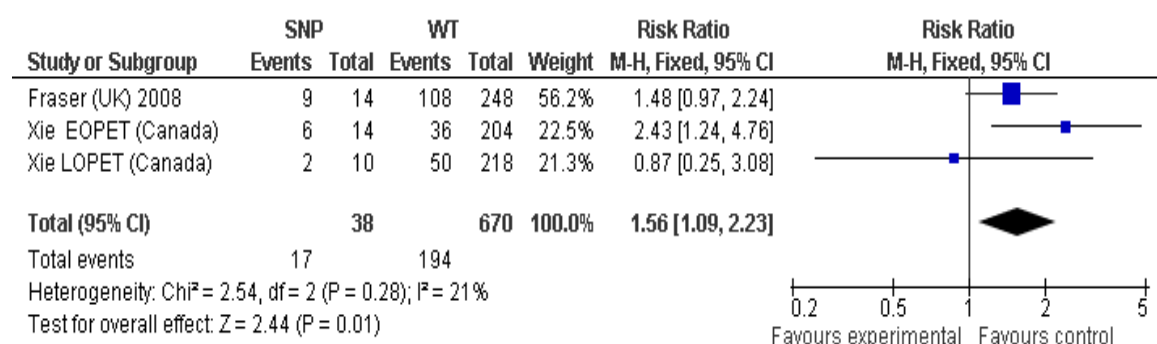 SNP WT Risk Ratio Risk Ratio
Study or Subgroup Events Total Events Total Weight M-H, Fixed, 95% CI M-H, Fixed, 95% CI
Fraser (UK) 2008 9 14 108 248 56.2% 1.48 [0.97, 2.24]
Xie EOPET (Canada) 6 14 36 204 22.5% 2.43 [1.24, 4.76]
Xie LOPET (Canada) 2 10 50 218 21.3% 0.87 [0.25, 3.08]
Total (95% CI) 38 670 100.0% 1.56 [1.09, 2.23]
Total events 17 194
Heterogeneity: Chi² = 2.54, df = 2 (P = 0.28); I² = 21%
Test for overall effect: Z = 2.44 (P = 0.01)
0.2 0.5 1 2 5
Favours experimental Favours control